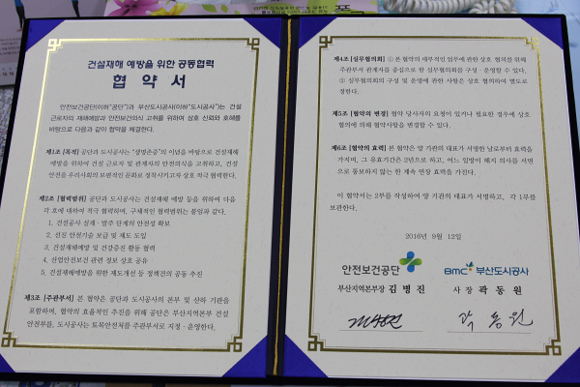 건설재해 예방을 위한 공동협력
협 약 서
안전보건공단(이하"공단")과 부산도시공사(이하"도시공사")는 건설
근로자의 재해예방과 안전보건의식 고취를 위하여 상호 신뢰와 호혜를
바탕으로 다음과 같이 협약을 체결한다.
제1조 [목적] 공단과 도시공사는 "생명존중"의 이념을 바탕으로 건설재해
예방을 위하여 건설 근로자 및 관계자의 안전의식을 고취하고, 건설
안전을 우리사회의 보편적인 문화로 정착시키고자 상호 적극 협력한다.
제2조 [협력범위] 공단과 도시공사는 건설재해 예방 등을 위하여 다음
각 호에 대하여 적극 협력하며, 구체적인 협력범위는 붙임과 같다.
1. 건설공사 설계·발주 단계의 안전성 확보
2. 선진 안전기술 보급 및 제도 도입
3. 건설재해예방 및 건강증진 활동 협력
4. 산업안전보건 관련 정보 상호 공유
5. 건설재해예방을 위한 제도개선 등 정책건의 공동 추진
제3조 [주관부서] 본 협약은 공단과 도시공사의 본부 및 산하 기관을
포함하며, 협약의 효율적인 추진을 위해 공단은 부산지역본부 건설
안전부를, 도시공사는 토목안전처를 주관부서로 지정·운영한다.
제4조 [실무협의회] ① 본 협약의 세부적인 업무에 관한 상호 협의를 위해
주관부서 관계자를 중심으로 한 실무협의회를 구성·운영할 수 있다.
② 실무협의회의 구성 및 운영에 관한 사항은 상호 협의하여 별도로
정한다.
제5조 [협약의 변경] 협약 당사자의 요청이 있거나 필요한 경우에 상호
협의에 의해 협약사항을 변경할 수 있다.
제6조 [협약의 효력] 본 협약은 양 기관의 대표가 서명한 날로부터 효력을
가지며, 그 유효기간은 2년으로 하고, 어느 일방이 해지 의사를 서면
으로 통보하지 않는 한 계속 연장 효력을 가진다.
이 협약서는 2부를 작성하여 양 기관의 대표가 서명하고, 각 1부를
보관한다.
2016년 9월 12일
안전보건공단
부산지역본부장 김 병 진
BMC 부산도시공사
사 장 곽 동 원
곽 동 원